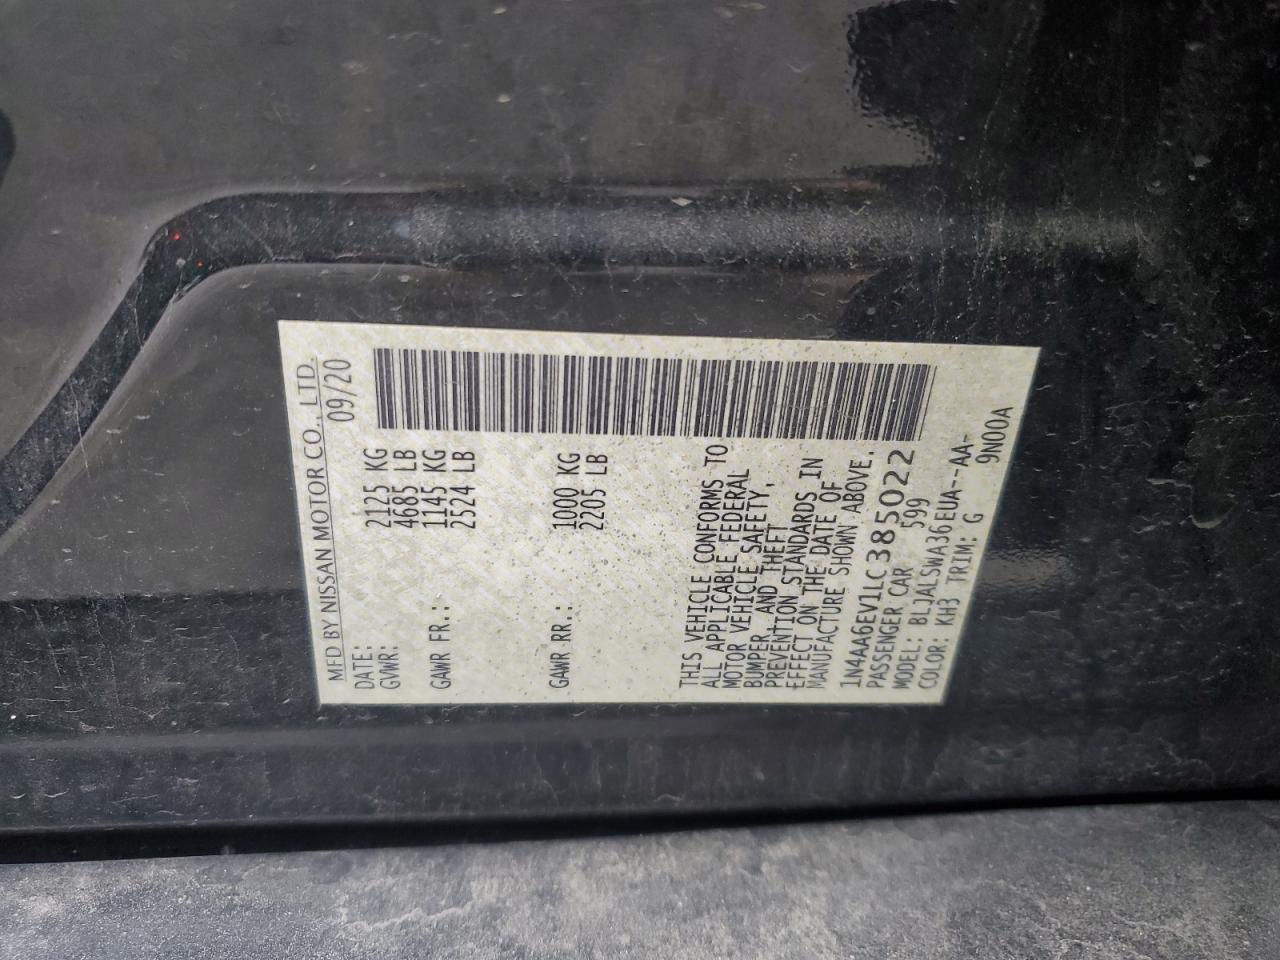 MFD BY NISSAN MOTOR CO., LTD.
DATE: 09/20
GVWR: 2125 KG
4685 LB
GAWR FR.: 1145 KG
2524 LB
GAWR RR.: 1000 KG
2205 LB
THIS VEHICLE CONFORMS TO
ALL APPLICABLE FEDERAL
MOTOR VEHICLE SAFETY,
BUMPER, AND THEFT
PREVENTION STANDARDS IN
EFFECT ON THE DATE OF
MANUFACTURE SHOWN ABOVE.
1N4AA6EV1LC385022
PASSENGER CAR 599
MODEL: BLJALSWA36EUA--AA-
COLOR: KH3 TRIM: G 9N00A